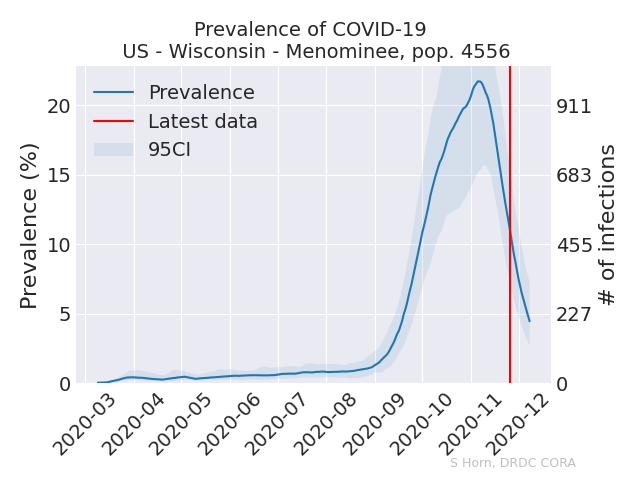 Prevalence of COVID-19
US - Wisconsin - Menominee, pop. 4556
Prevalence
Latest data
95CI
Prevalence (%)
20
15
10
5
0
911
683
455
227
0
# of infections
2020-03
2020-04
2020-05
2020-06
2020-07
2020-08
2020-09
2020-10
2020-11
2020-12
S Horn, DRDC CORA